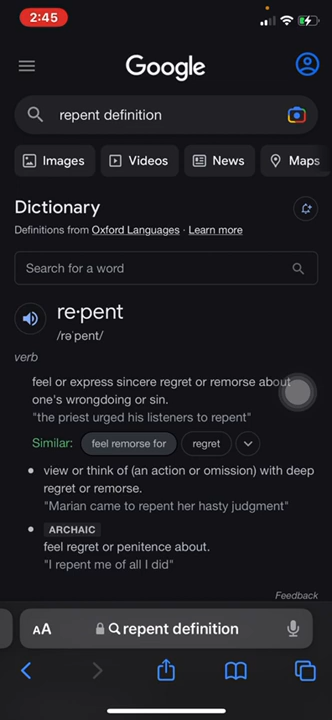 2:45
Google
repent definition
Images Videos News Maps
Dictionary
Definitions from Oxford Languages · Learn more
Search for a word
re·pent
/rəˈpent/
verb
feel or express sincere regret or remorse about
one's wrongdoing or sin.
"the priest urged his listeners to repent"
Similar: feel remorse for regret
view or think of (an action or omission) with deep
regret or remorse.
"Marian came to repent her hasty judgment"
ARCHAIC
feel regret or penitence about.
"I repent me of all I did"
Feedback
AA repent definition